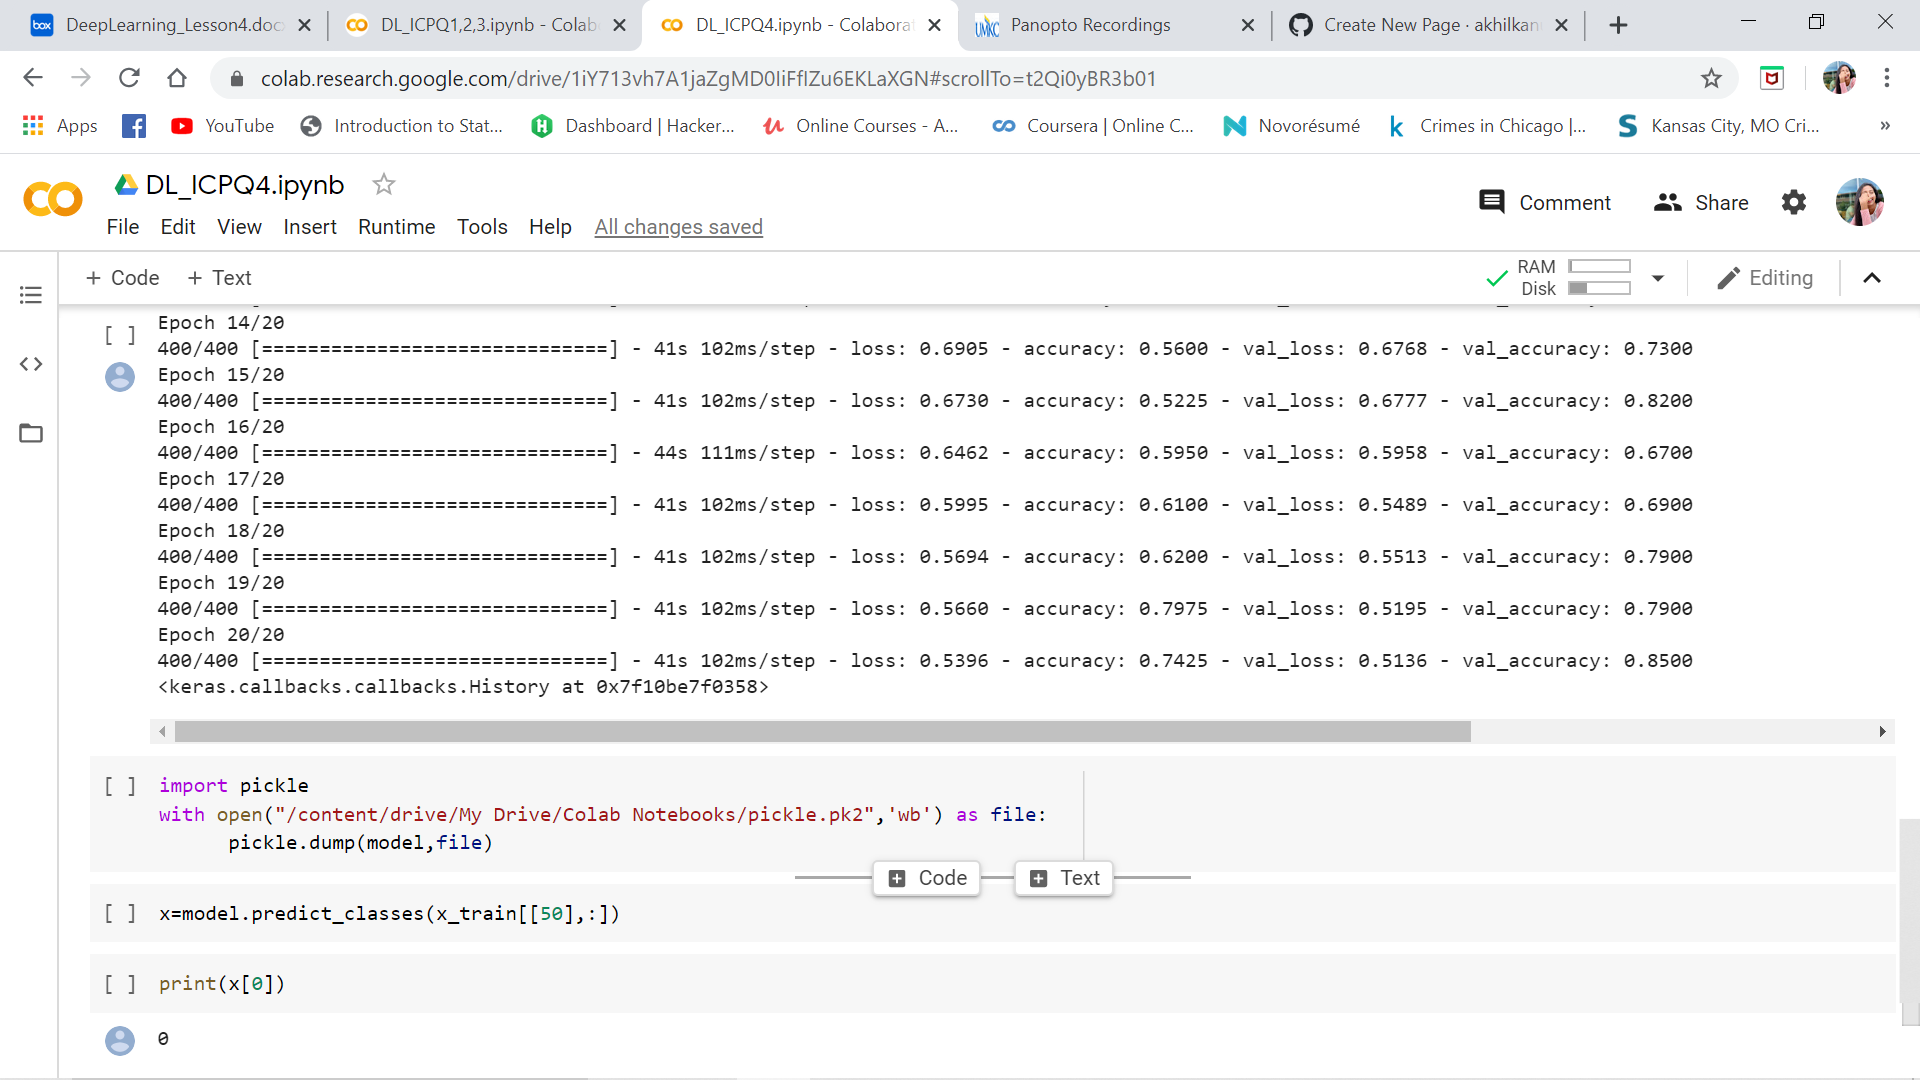 box DeepLearning_Lesson4.doc
DL_ICPQ1,2,3.ipynb - Colab
DL_ICPQ4.ipynb - Colabora
UMKC Panopto Recordings
Create New Page · akhilkan
colab.research.google.com/drive/1iY713vh7A1jaZgMD0IiFfIZu6EKLaXGN#scrollTo=t2Qi0yBR3b01
Apps YouTube Introduction to Stat... Dashboard | Hacker... Online Courses - A... Coursera | Online C... Novorésumé Crimes in Chicago |... Kansas City, MO Cri... »
DL_ICPQ4.ipynb
Comment Share
File Edit View Insert Runtime Tools Help All changes saved
+ Code + Text
RAM
Disk
Editing
[ ] Epoch 14/20
400/400 [==============================] - 41s 102ms/step - loss: 0.6905 - accuracy: 0.5600 - val_loss: 0.6768 - val_accuracy: 0.7300
Epoch 15/20
400/400 [==============================] - 41s 102ms/step - loss: 0.6730 - accuracy: 0.5225 - val_loss: 0.6777 - val_accuracy: 0.8200
Epoch 16/20
400/400 [==============================] - 44s 111ms/step - loss: 0.6462 - accuracy: 0.5950 - val_loss: 0.5958 - val_accuracy: 0.6700
Epoch 17/20
400/400 [==============================] - 41s 102ms/step - loss: 0.5995 - accuracy: 0.6100 - val_loss: 0.5489 - val_accuracy: 0.6900
Epoch 18/20
400/400 [==============================] - 41s 102ms/step - loss: 0.5694 - accuracy: 0.6200 - val_loss: 0.5513 - val_accuracy: 0.7900
Epoch 19/20
400/400 [==============================] - 41s 102ms/step - loss: 0.5660 - accuracy: 0.7975 - val_loss: 0.5195 - val_accuracy: 0.7900
Epoch 20/20
400/400 [==============================] - 41s 102ms/step - loss: 0.5396 - accuracy: 0.7425 - val_loss: 0.5136 - val_accuracy: 0.8500
<keras.callbacks.callbacks.History at 0x7f10be7f0358>
[ ] import pickle
with open("/content/drive/My Drive/Colab Notebooks/pickle.pk2",'wb') as file:
pickle.dump(model,file)
+ Code + Text
[ ] x=model.predict_classes(x_train[[50],:])
[ ] print(x[0])
0